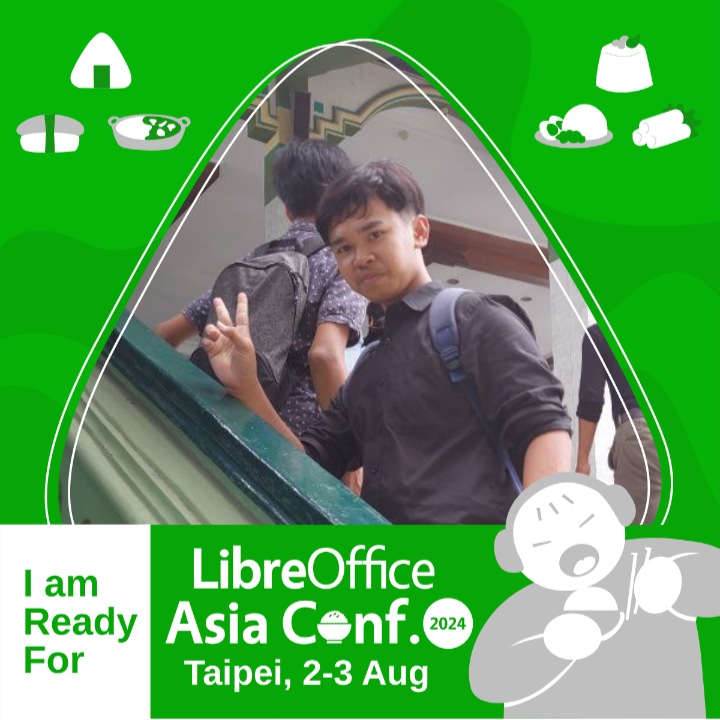 I am
Ready
For
LibreOffice
Asia Conf. 2024
Taipei, 2-3 Aug